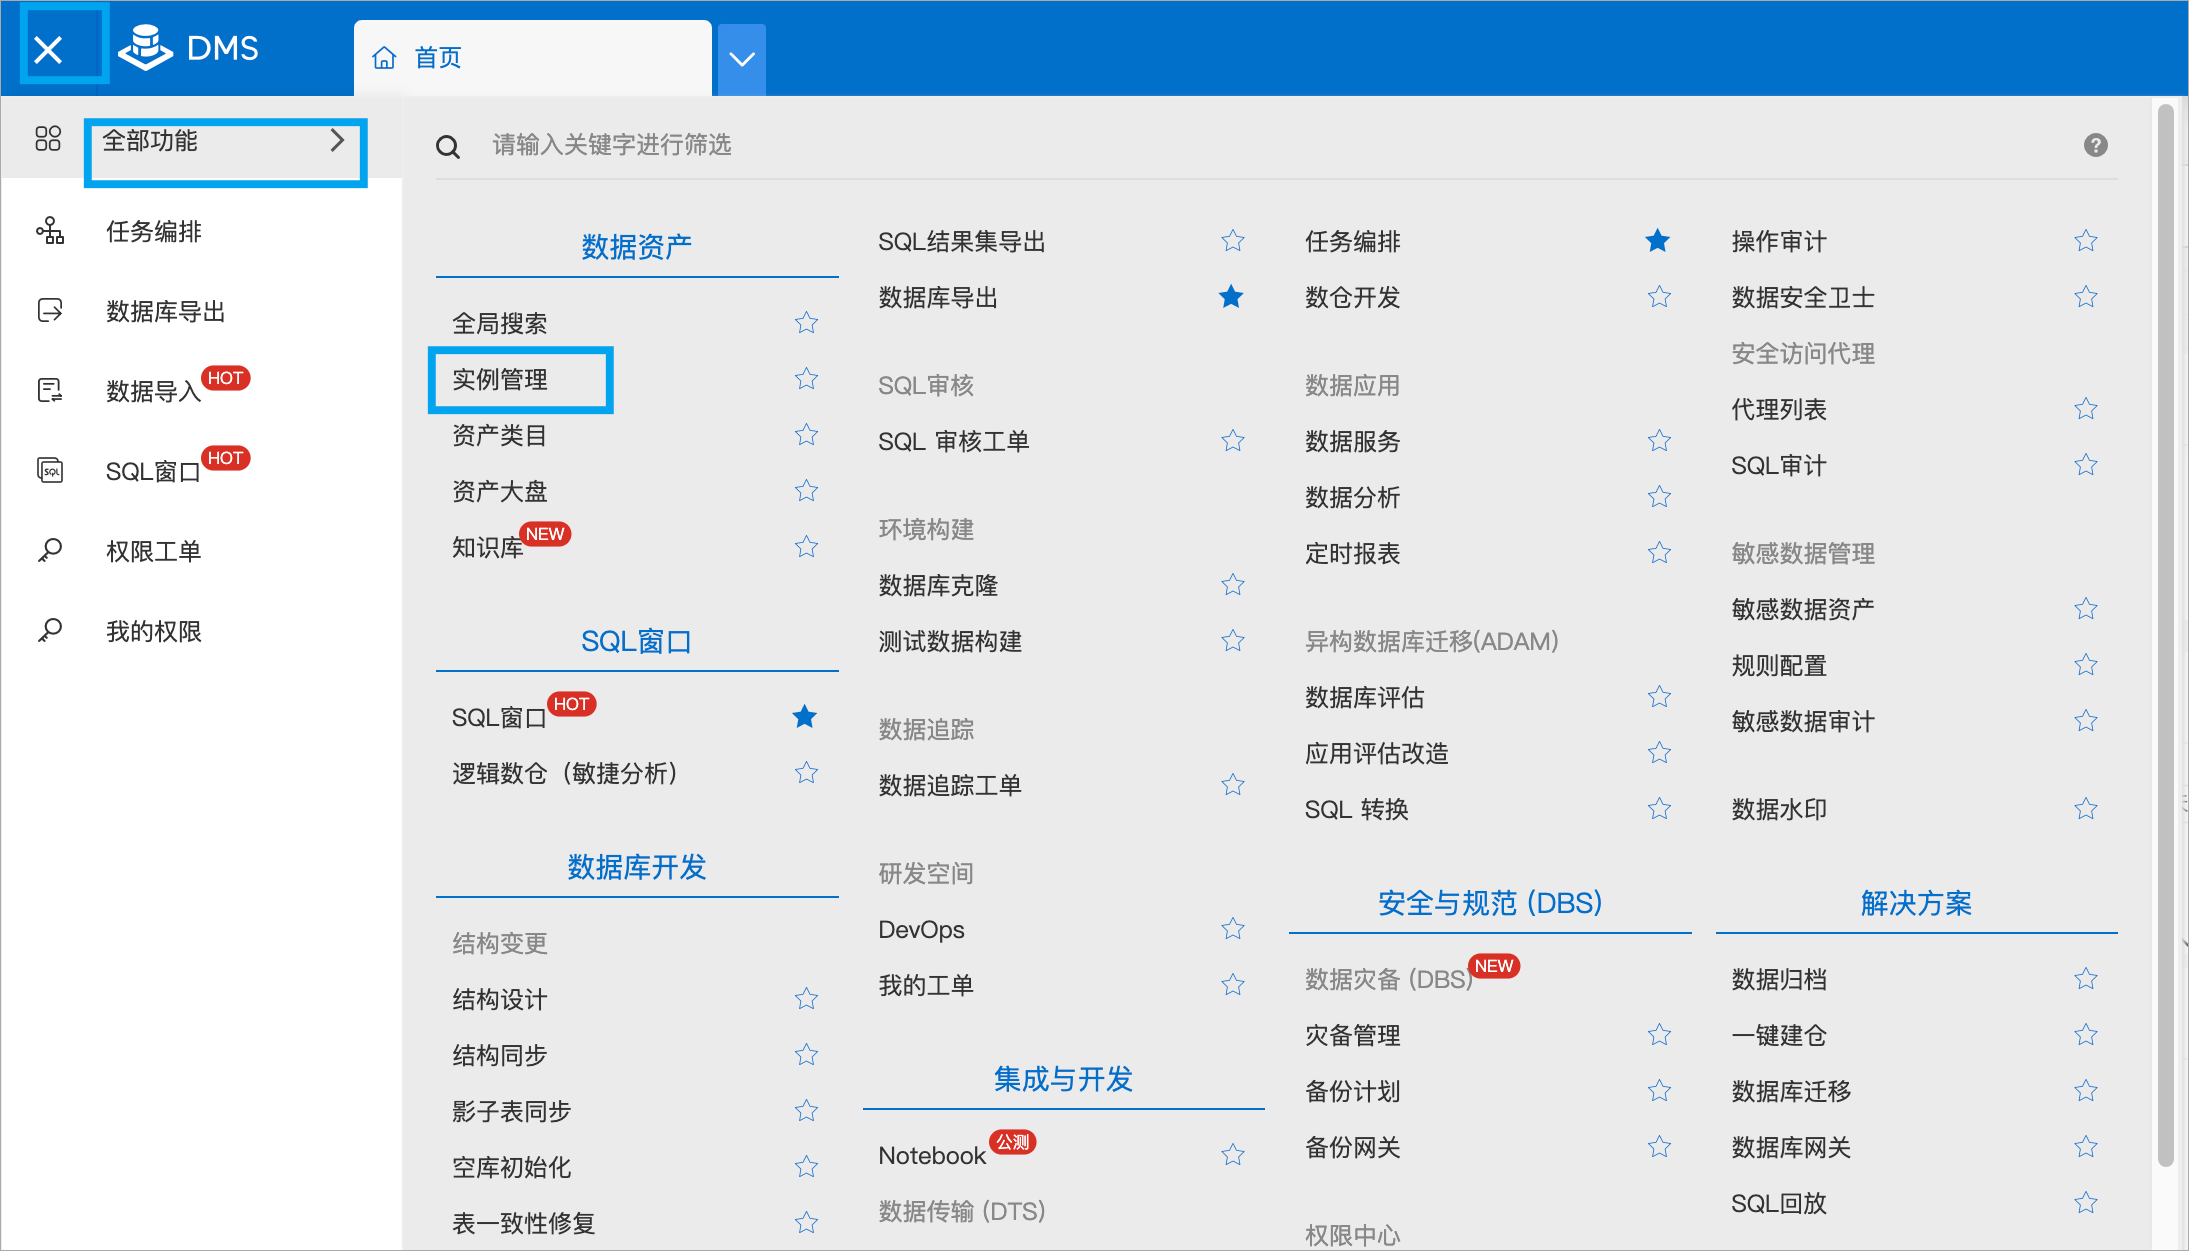 DMS
首页
全部功能
任务编排
数据库导出
数据导入 HOT
SQL窗口 HOT
权限工单
我的权限
请输入关键字进行筛选
数据资产
全局搜索
实例管理
资产类目
资产大盘
知识库 NEW
SQL窗口
SQL窗口 HOT
逻辑数仓（敏捷分析）
数据库开发
结构变更
结构设计
结构同步
影子表同步
空库初始化
表一致性修复
SQL结果集导出
数据库导出
SQL审核
SQL 审核工单
环境构建
数据库克隆
测试数据构建
数据追踪
数据追踪工单
研发空间
DevOps
我的工单
集成与开发
Notebook 公测
数据传输 (DTS)
任务编排
数仓开发
数据应用
数据服务
数据分析
定时报表
异构数据库迁移(ADAM)
数据库评估
应用评估改造
SQL 转换
安全与规范 (DBS)
数据灾备 (DBS) NEW
灾备管理
备份计划
备份网关
权限中心
操作审计
数据安全卫士
安全访问代理
代理列表
SQL审计
敏感数据管理
敏感数据资产
规则配置
敏感数据审计
数据水印
解决方案
数据归档
一键建仓
数据库迁移
数据库网关
SQL回放